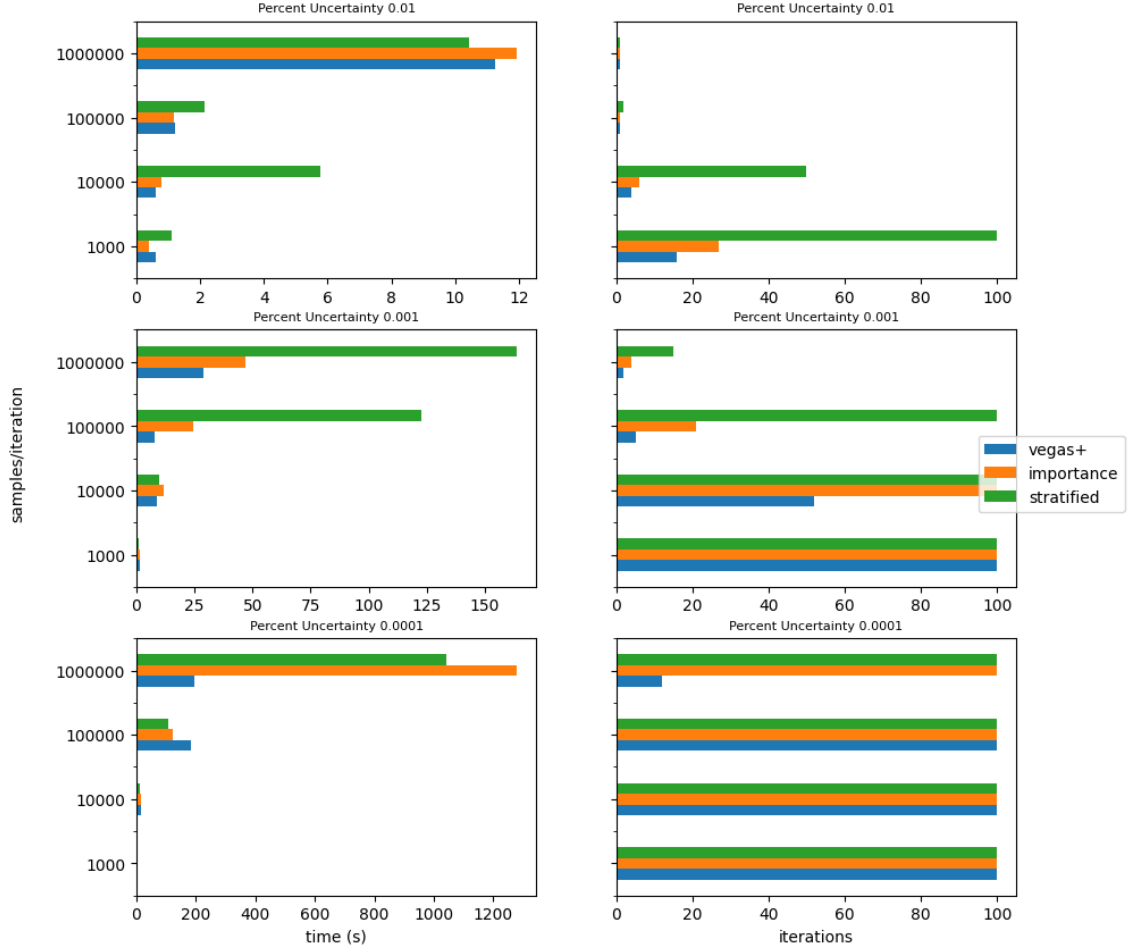 Percent Uncertainty 0.01
1000000
100000
10000
1000
0 2 4 6 8 10 12
Percent Uncertainty 0.01
0 20 40 60 80 100
samples/iteration
Percent Uncertainty 0.001
1000000
100000
10000
1000
0 25 50 75 100 125 150
Percent Uncertainty 0.001
0 20 40 60 80 100
vegas+
importance
stratified
Percent Uncertainty 0.0001
1000000
100000
10000
1000
0 200 400 600 800 1000 1200
time (s)
Percent Uncertainty 0.0001
0 20 40 60 80 100
iterations